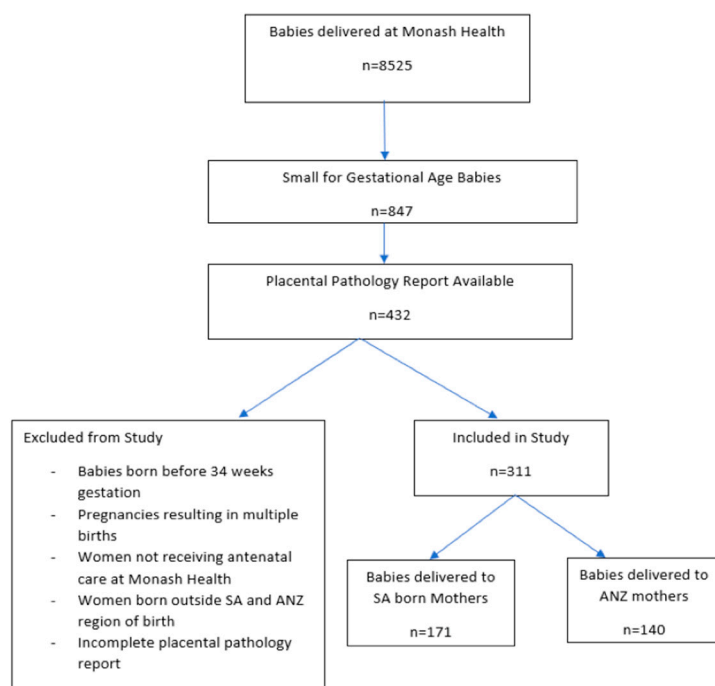 Babies delivered at Monash Health
n=8525
Small for Gestational Age Babies
n=847
Placental Pathology Report Available
n=432
Excluded from Study
- Babies born before 34 weeks
gestation
- Pregnancies resulting in multiple
births
- Women not receiving antenatal
care at Monash Health
- Women born outside SA and ANZ
region of birth
- Incomplete placental pathology
report
Included in Study
n=311
Babies delivered to
SA born Mothers
n=171
Babies delivered to
ANZ mothers
n=140